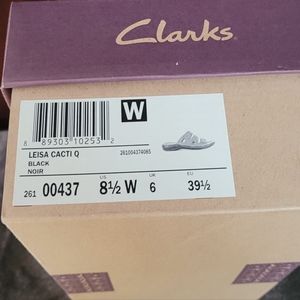 Clarks
W
8 89303 10253 2
LEISA CACTI Q
261004374085
BLACK
NOIR
US UK EU
261 00437 8½ W 6 39½